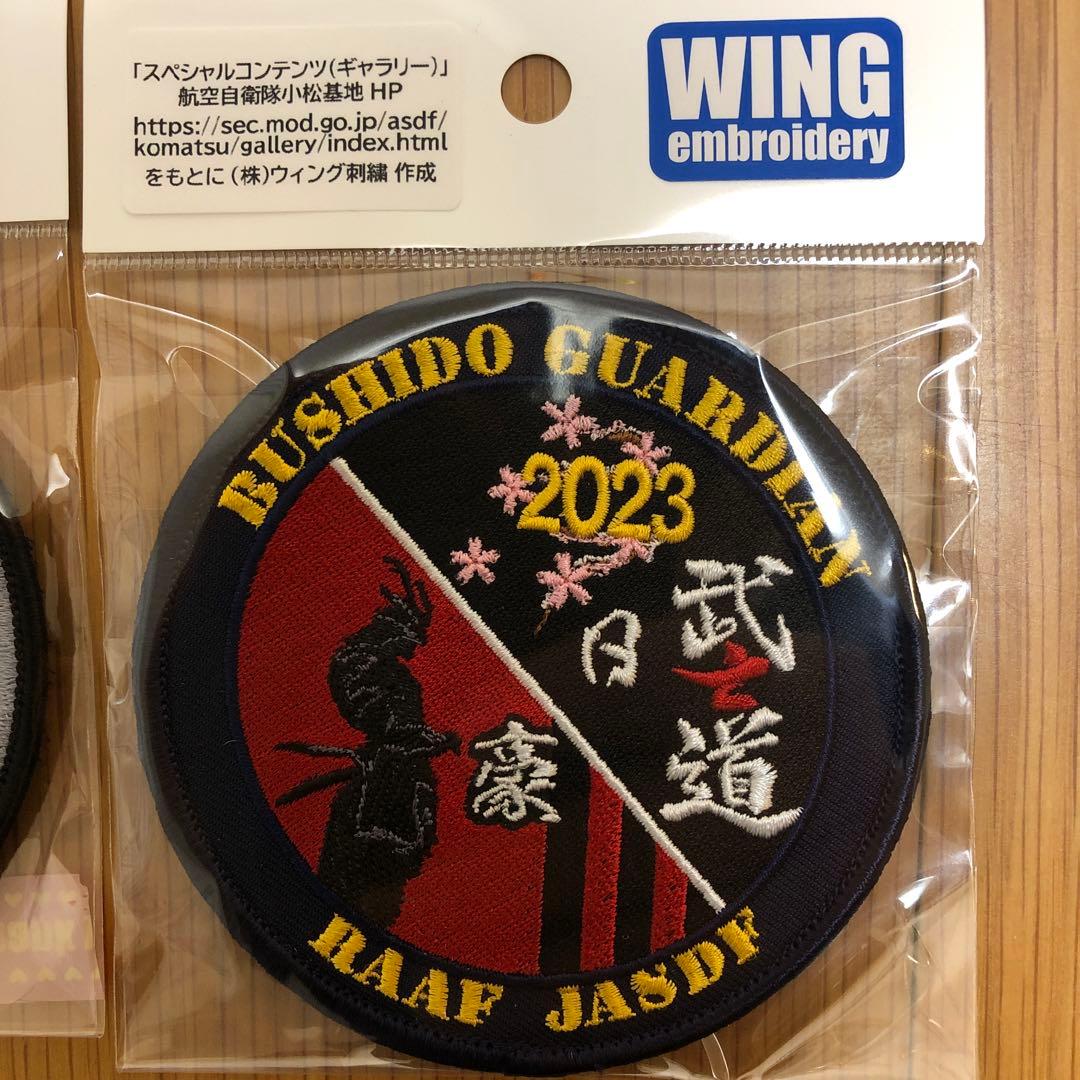 「スペシャルコンテンツ(ギャラリー)」
航空自衛隊小松基地 HP
https://sec.mod.go.jp/asdf/
komatsu/gallery/index.html
をもとに (株)ウィング刺繍 作成
WING
embroidery
BUSHIDO GUARDIAN
2023
武士道
日
豪
RAAF JASDF